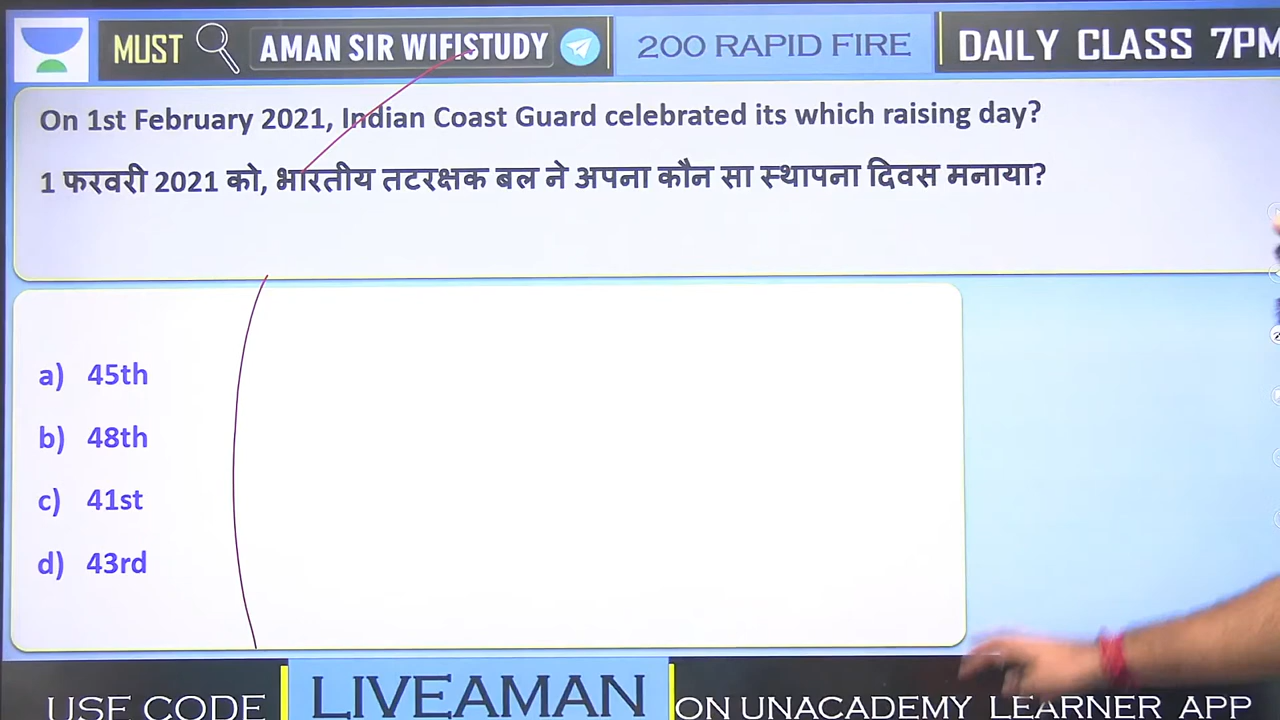 MUST AMAN SIR WIFISTUDY 200 RAPID FIRE DAILY CLASS 7PM
On 1st February 2021, Indian Coast Guard celebrated its which raising day?
1 फरवरी 2021 को, भारतीय तटरक्षक बल ने अपना कौन सा स्थापना दिवस मनाया?
a) 45th
b) 48th
c) 41st
d) 43rd
USE CODE LIVEAMAN ON UNACADEMY LEARNER APP